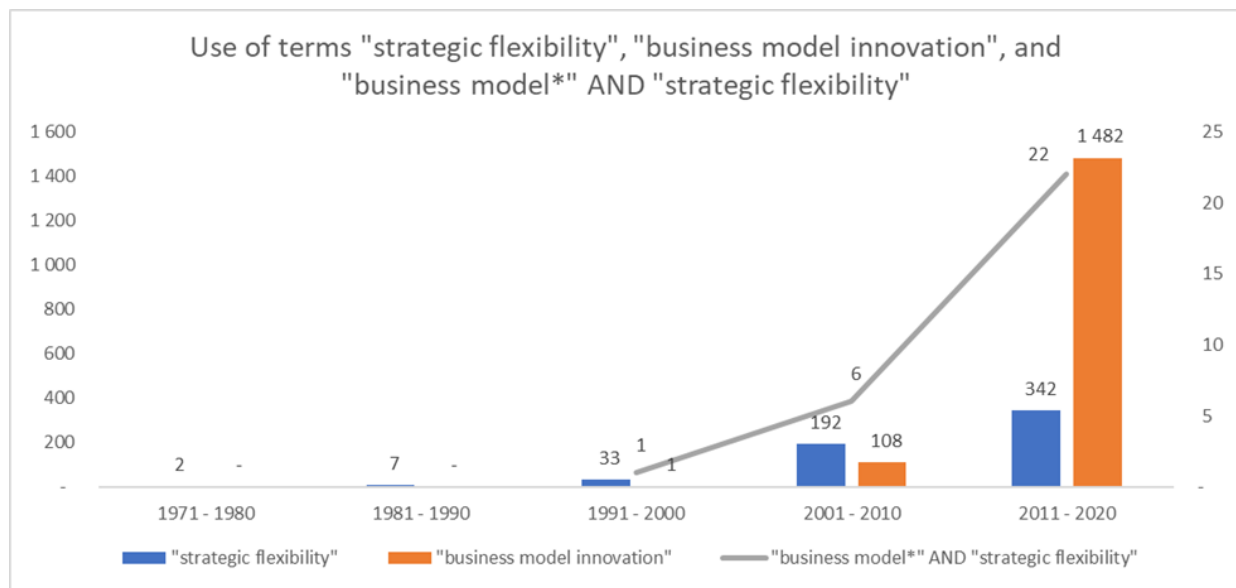 Use of terms "strategic flexibility", "business model innovation", and
"business model*" AND "strategic flexibility"
1 600
1 400
1 200
1 000
800
600
400
200
-
25
20
15
10
5
-
2
-
7
-
33
1
1
192
6
108
342
22
1 482
1971 - 1980
1981 - 1990
1991 - 2000
2001 - 2010
2011 - 2020
"strategic flexibility"
"business model innovation"
"business model*" AND "strategic flexibility"